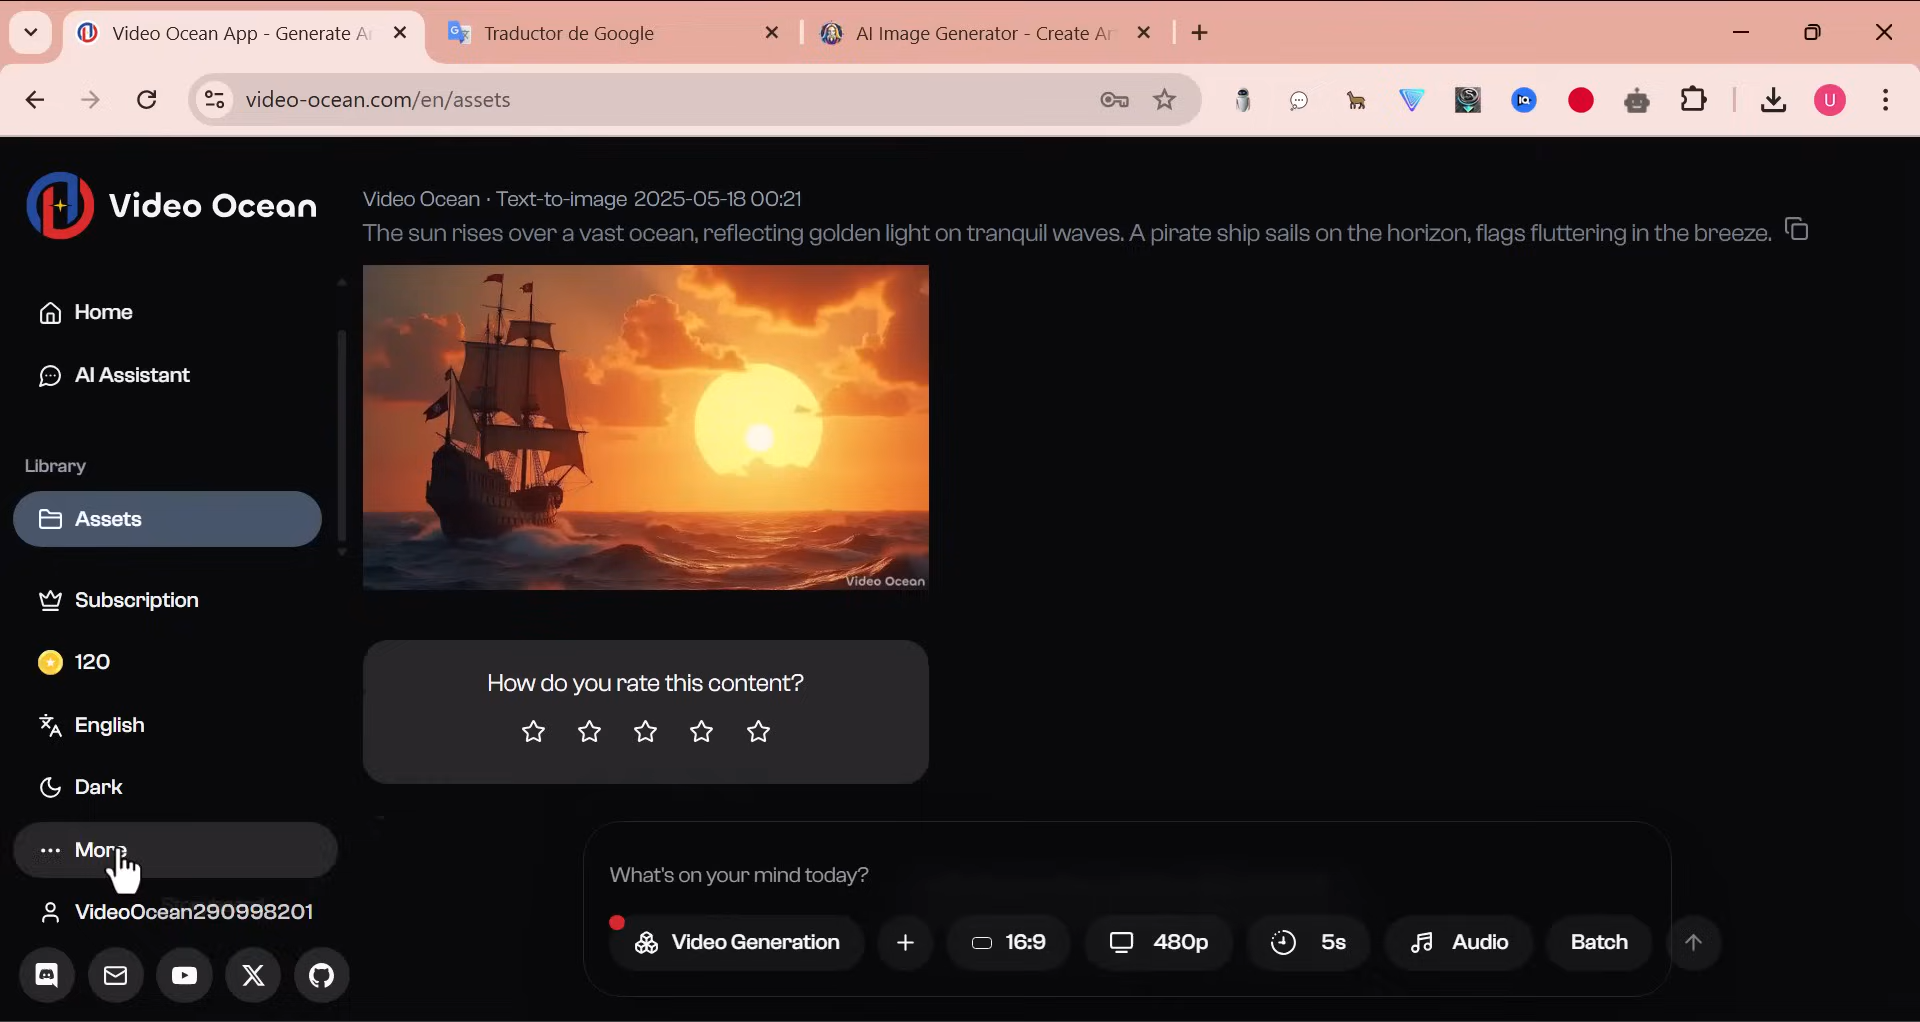 Video Ocean App - Generate A
Traductor de Google
AI Image Generator - Create Ar
video-ocean.com/en/assets
IQ
U
Video Ocean
Home
AI Assistant
Library
Assets
Subscription
120
English
Dark
More
VideoOcean290998201
Video Ocean · Text-to-image 2025-05-18 00:21
The sun rises over a vast ocean, reflecting golden light on tranquil waves. A pirate ship sails on the horizon, flags fluttering in the breeze.
Video Ocean
How do you rate this content?
What's on your mind today?
Video Generation
16:9
480p
5s
Audio
Batch